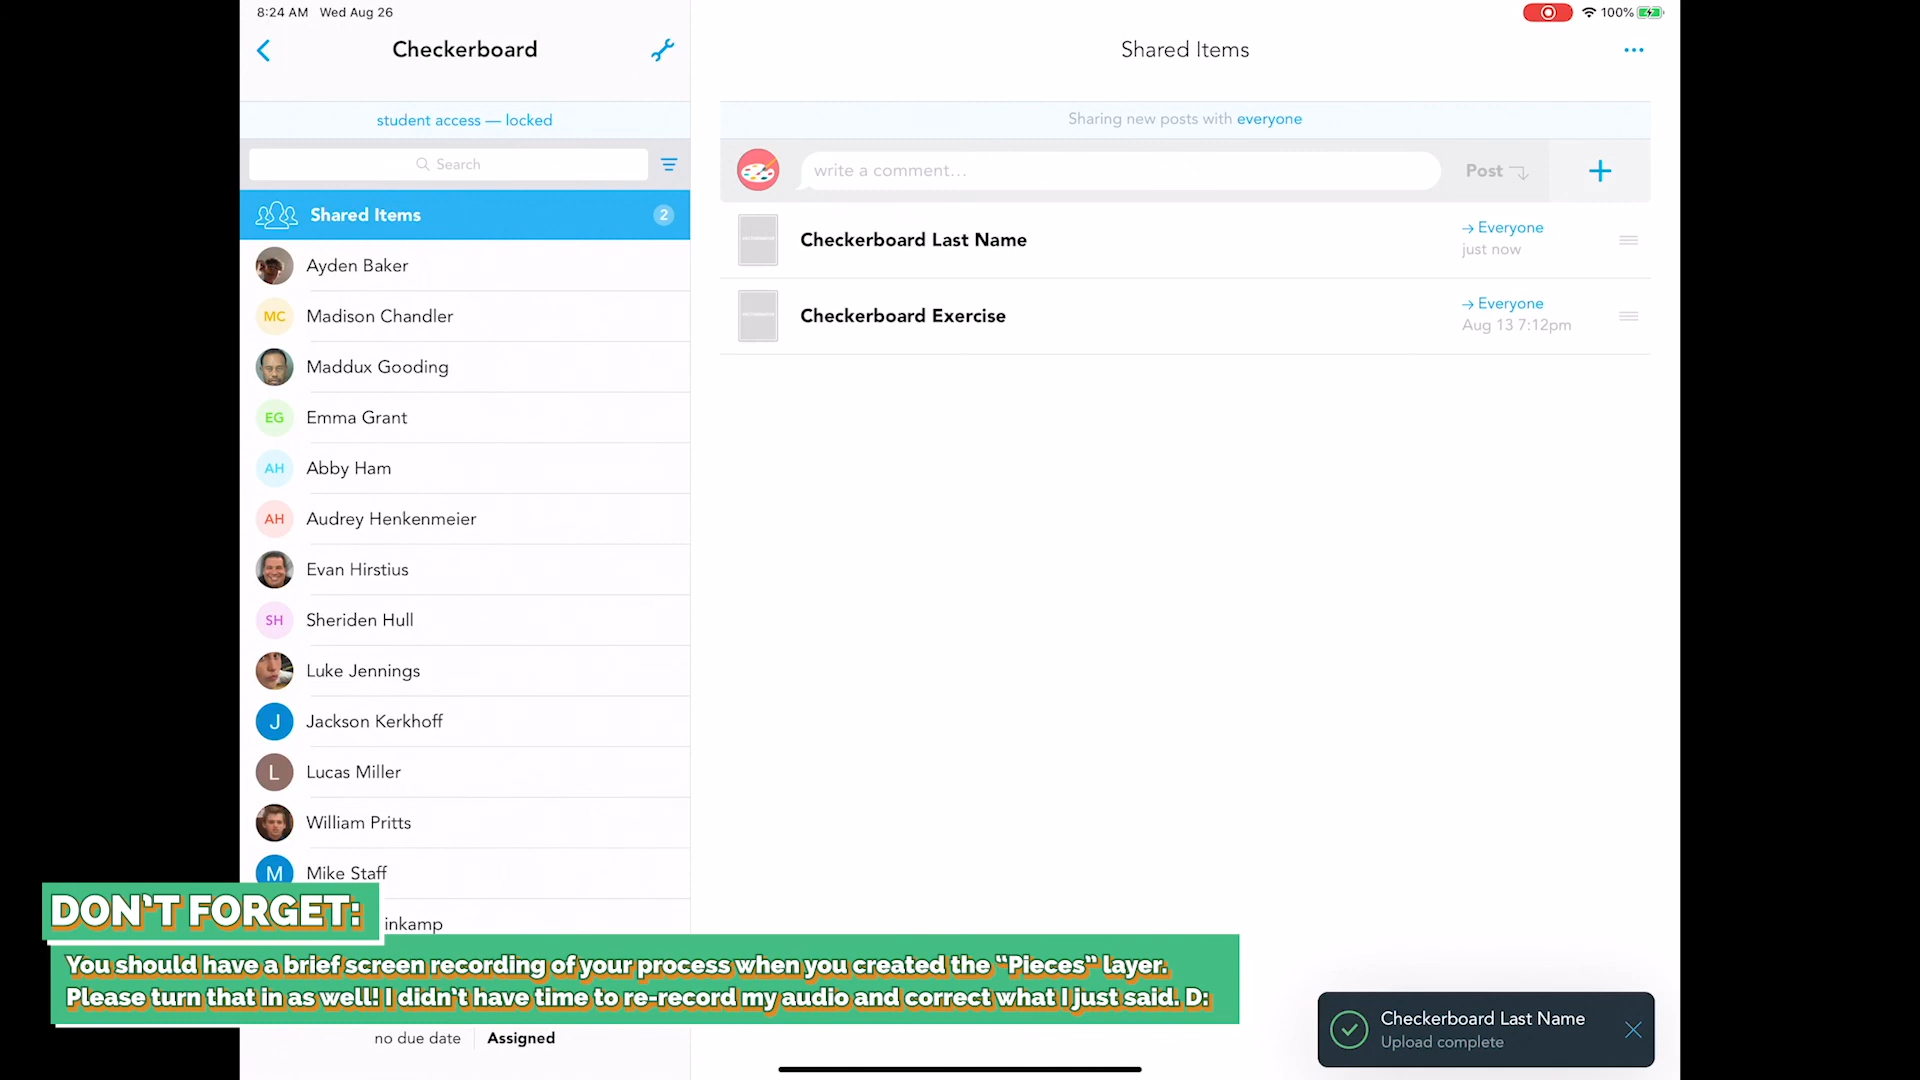 8:24 AM Wed Aug 26
100%
Checkerboard
Shared Items
student access — locked
Sharing new posts with everyone
Search
write a comment...
Post
Shared Items
2
Checkerboard Last Name
Everyone
just now
Checkerboard Exercise
Everyone
Aug 13 7:12pm
Ayden Baker
MC
Madison Chandler
Maddux Gooding
EG
Emma Grant
AH
Abby Ham
AH
Audrey Henkenmeier
Evan Hirstius
SH
Sheriden Hull
Luke Jennings
J
Jackson Kerkhoff
L
Lucas Miller
William Pritts
M
Mike Staff
inkamp
DON'T FORGET:
You should have a brief screen recording of your process when you created the "Pieces" layer.
Please turn that in as well! I didn't have time to re-record my audio and correct what I just said. D:
no due date
Assigned
Checkerboard Last Name
Upload complete